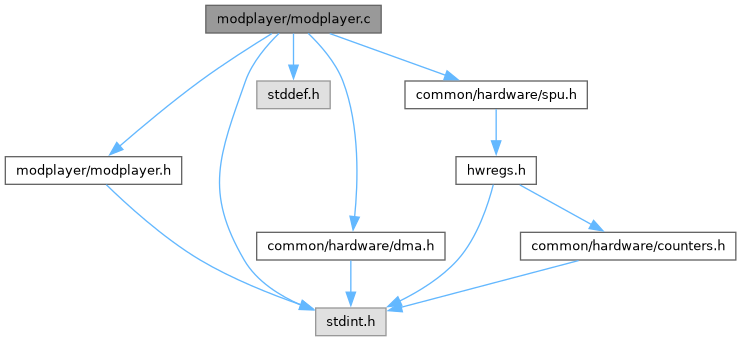 modplayer/modplayer.c
stddef.h
common/hardware/spu.h
modplayer/modplayer.h
hwregs.h
common/hardware/dma.h
common/hardware/counters.h
stdint.h